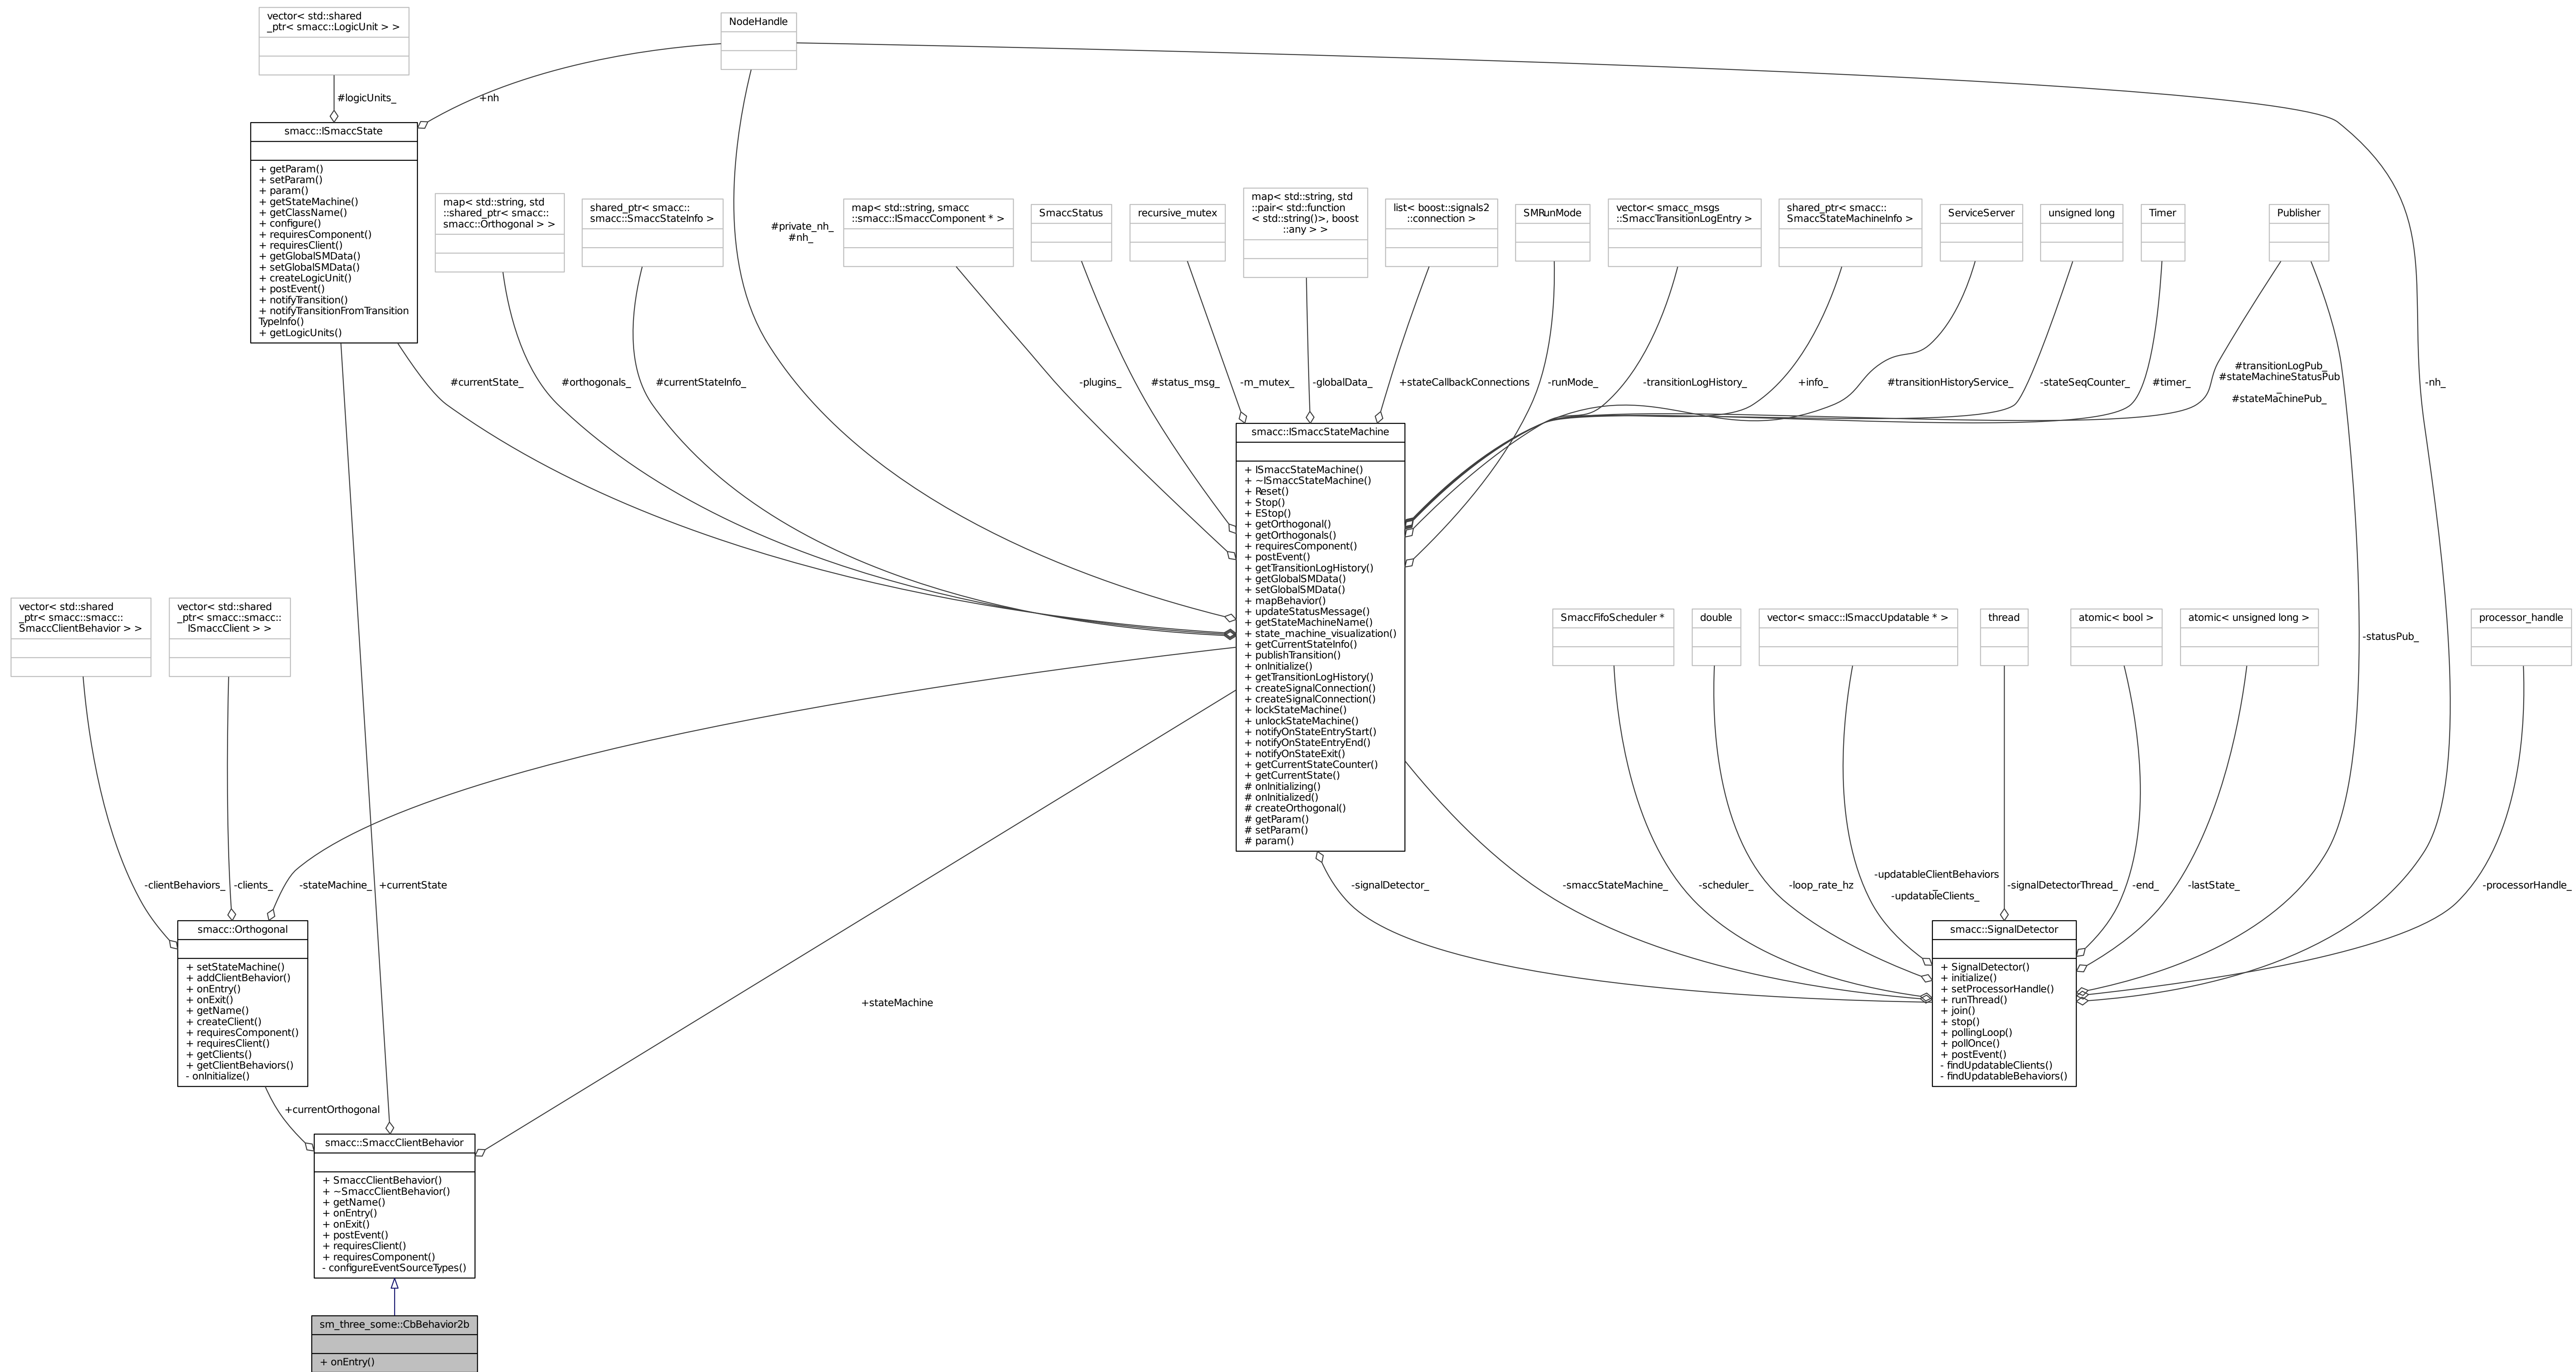 vector< std::shared
_ptr< smacc::LogicUnit > >
NodeHandle
#logicUnits_
+nh
smacc::ISmaccState
+ getParam()
+ setParam()
+ param()
+ getStateMachine()
+ getClassName()
+ configure()
+ requiresComponent()
+ requiresClient()
+ getGlobalSMData()
+ setGlobalSMData()
+ createLogicUnit()
+ postEvent()
+ notifyTransition()
+ notifyTransitionFromTransition
TypeInfo()
+ getLogicUnits()
map< std::string, std
::shared_ptr< smacc::
smacc::Orthogonal > >
shared_ptr< smacc::
smacc::SmaccStateInfo >
#private_nh_
#nh_
map< std::string, smacc
::smacc::ISmaccComponent * >
SmaccStatus
recursive_mutex
map< std::string, std
::pair< std::function
< std::string()>, boost
::any > >
list< boost::signals2
::connection >
SMRunMode
vector< smacc_msgs
::SmaccTransitionLogEntry >
shared_ptr< smacc::
SmaccStateMachineInfo >
ServiceServer
unsigned long
Timer
Publisher
#currentState_
#orthogonals_
#currentStateInfo_
-plugins_
#status_msg_
-m_mutex_
-globalData_
+stateCallbackConnections
-runMode_
-transitionLogHistory_
+info_
#transitionHistoryService_
-stateSeqCounter_
#timer_
#transitionLogPub_
#stateMachineStatusPub
_
#stateMachinePub_
-nh_
smacc::ISmaccStateMachine
+ ISmaccStateMachine()
+ ~ISmaccStateMachine()
+ Reset()
+ Stop()
+ EStop()
+ getOrthogonal()
+ getOrthogonals()
+ requiresComponent()
+ postEvent()
+ getTransitionLogHistory()
+ getGlobalSMData()
+ setGlobalSMData()
+ mapBehavior()
+ updateStatusMessage()
+ getStateMachineName()
+ state_machine_visualization()
+ getCurrentStateInfo()
+ publishTransition()
+ onInitialize()
+ getTransitionLogHistory()
+ createSignalConnection()
+ createSignalConnection()
+ lockStateMachine()
+ unlockStateMachine()
+ notifyOnStateEntryStart()
+ notifyOnStateEntryEnd()
+ notifyOnStateExit()
+ getCurrentStateCounter()
+ getCurrentState()
# onInitializing()
# onInitialized()
# createOrthogonal()
# getParam()
# setParam()
# param()
vector< std::shared
_ptr< smacc::smacc::
SmaccClientBehavior > >
vector< std::shared
_ptr< smacc::smacc::
ISmaccClient > >
SmaccFifoScheduler *
double
vector< smacc::ISmaccUpdatable * >
thread
atomic< bool >
atomic< unsigned long >
-statusPub_
processor_handle
-clientBehaviors_
-clients_
-stateMachine_
+currentState
-signalDetector_
-smaccStateMachine_
-scheduler_
-loop_rate_hz
-updatableClientBehaviors
_
-updatableClients_
-signalDetectorThread_
-end_
-lastState_
-processorHandle_
smacc::Orthogonal
+ setStateMachine()
+ addClientBehavior()
+ onEntry()
+ onExit()
+ getName()
+ createClient()
+ requiresComponent()
+ requiresClient()
+ getClients()
+ getClientBehaviors()
- onInitialize()
+stateMachine
smacc::SignalDetector
+ SignalDetector()
+ initialize()
+ setProcessorHandle()
+ runThread()
+ join()
+ stop()
+ pollingLoop()
+ pollOnce()
+ postEvent()
- findUpdatableClients()
- findUpdatableBehaviors()
+currentOrthogonal
smacc::SmaccClientBehavior
+ SmaccClientBehavior()
+ ~SmaccClientBehavior()
+ getName()
+ onEntry()
+ onExit()
+ postEvent()
+ requiresClient()
+ requiresComponent()
- configureEventSourceTypes()
sm_three_some::CbBehavior2b
+ onEntry()